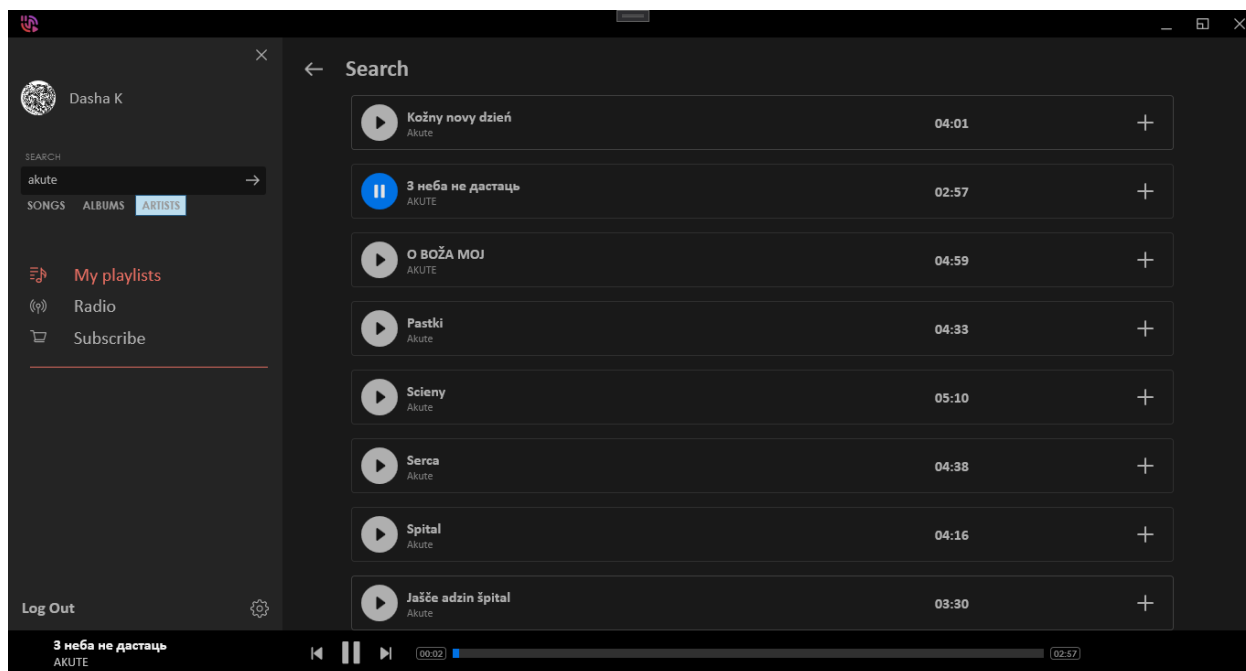 Dasha K
SEARCH
akute
SONGS ALBUMS ARTISTS
My playlists
Radio
Subscribe
Log Out
Search
Kožny novy dzień
Akute
04:01
З неба не дастаць
AKUTE
02:57
O BOŽA MOJ
AKUTE
04:59
Pastki
Akute
04:33
Scieny
Akute
05:10
Serca
Akute
04:38
Spital
Akute
04:16
Jašče adzin špital
Akute
03:30
З неба не дастаць
AKUTE
00:02
02:57